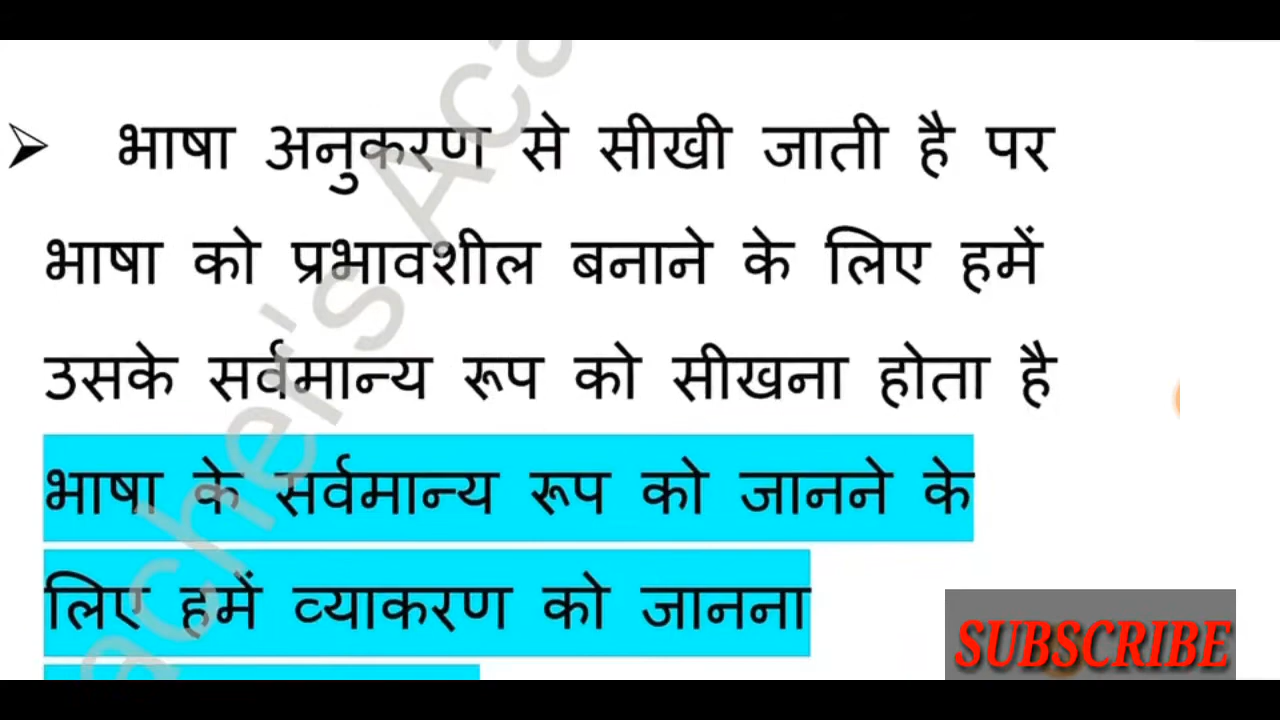 ➢ भाषा अनुकरण से सीखी जाती है पर
भाषा को प्रभावशील बनाने के लिए हमें
उसके सर्वमान्य रूप को सीखना होता है
भाषा के सर्वमान्य रूप को जानने के
लिए हमें व्याकरण को जानना
SUBSCRIBE